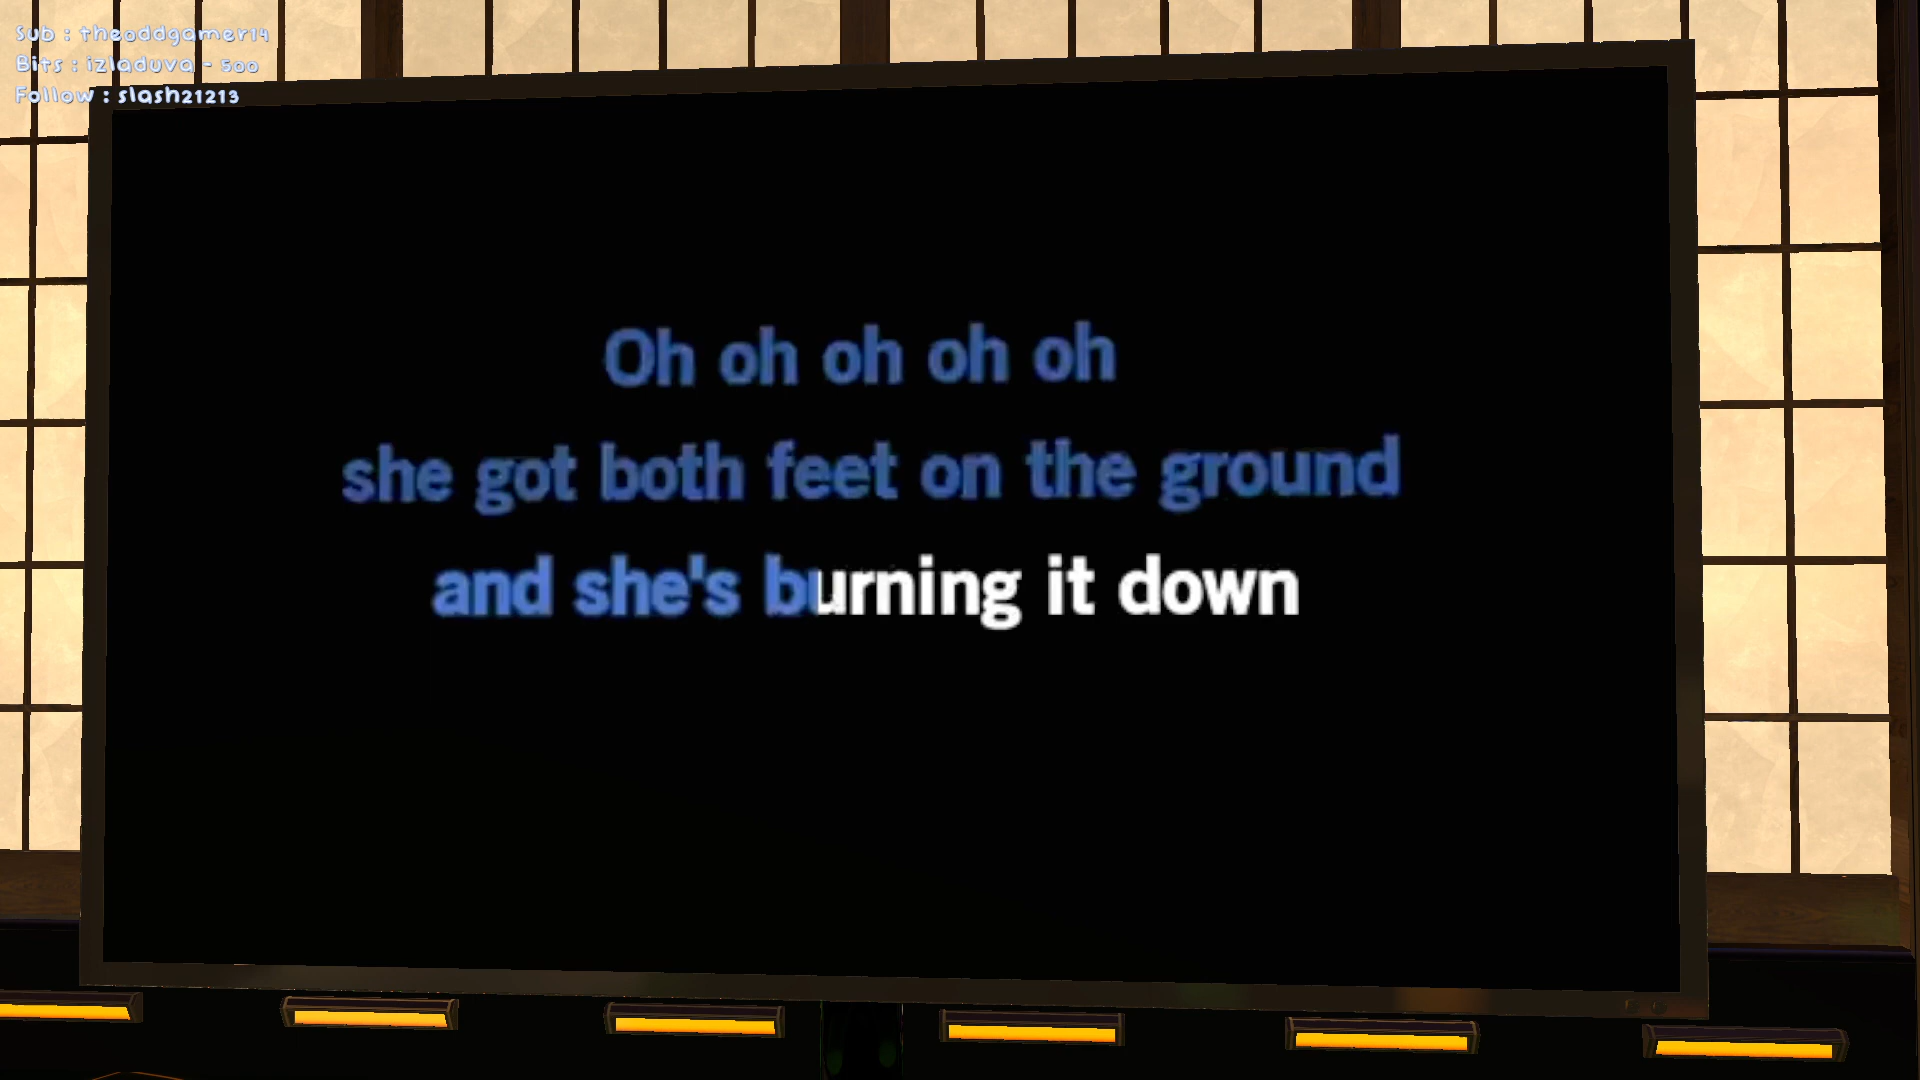 Sub : theoddgamer14
Bits : izladuva - 500
Follow : slash21213
Oh oh oh oh oh
she got both feet on the ground
and she's burning it down